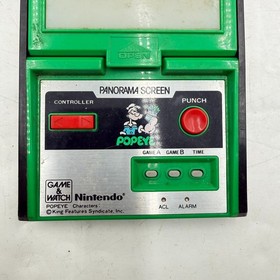 PANORAMA SCREEN
CONTROLLER
PUNCH
POPEYE
GAME A GAME B TIME
GAME & WATCH
Nintendo
ACL ALARM
POPEYE Characters
© King Features Syndicate, Inc.